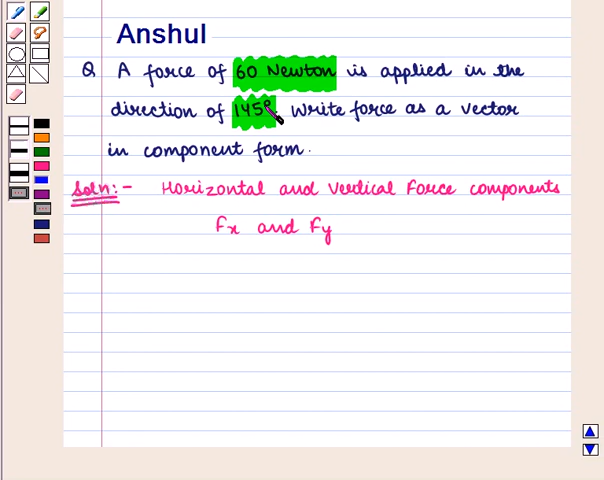 Anshul
Q A force of 60 Newton is applied in the
direction of 145°. Write force as a vector
in component form.
Soln:- Horizontal and Vertical Force components
Fx and Fy